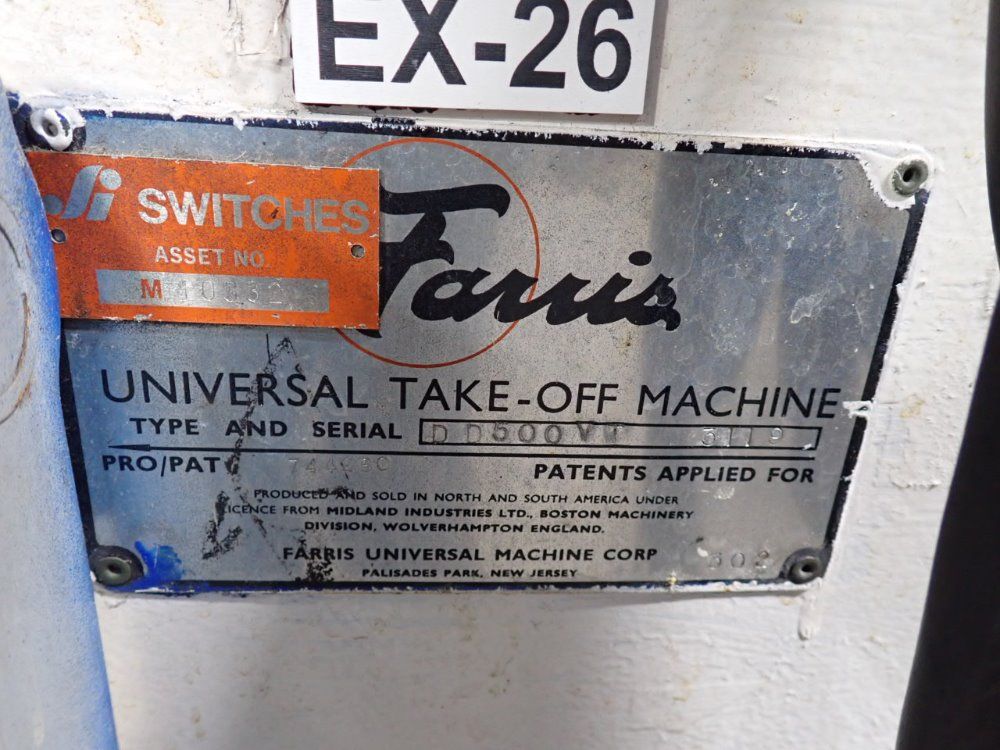 EX-26
Ji SWITCHES
ASSET NO.
M
Farris
UNIVERSAL TAKE-OFF MACHINE
TYPE AND SERIAL DD500VT
PRO/PAT
PATENTS APPLIED FOR
PRODUCED AND SOLD IN NORTH AND SOUTH AMERICA UNDER
LICENCE FROM MIDLAND INDUSTRIES LTD., BOSTON MACHINERY
DIVISION, WOLVERHAMPTON ENGLAND.
FARRIS UNIVERSAL MACHINE CORP
PALISADES PARK, NEW JERSEY